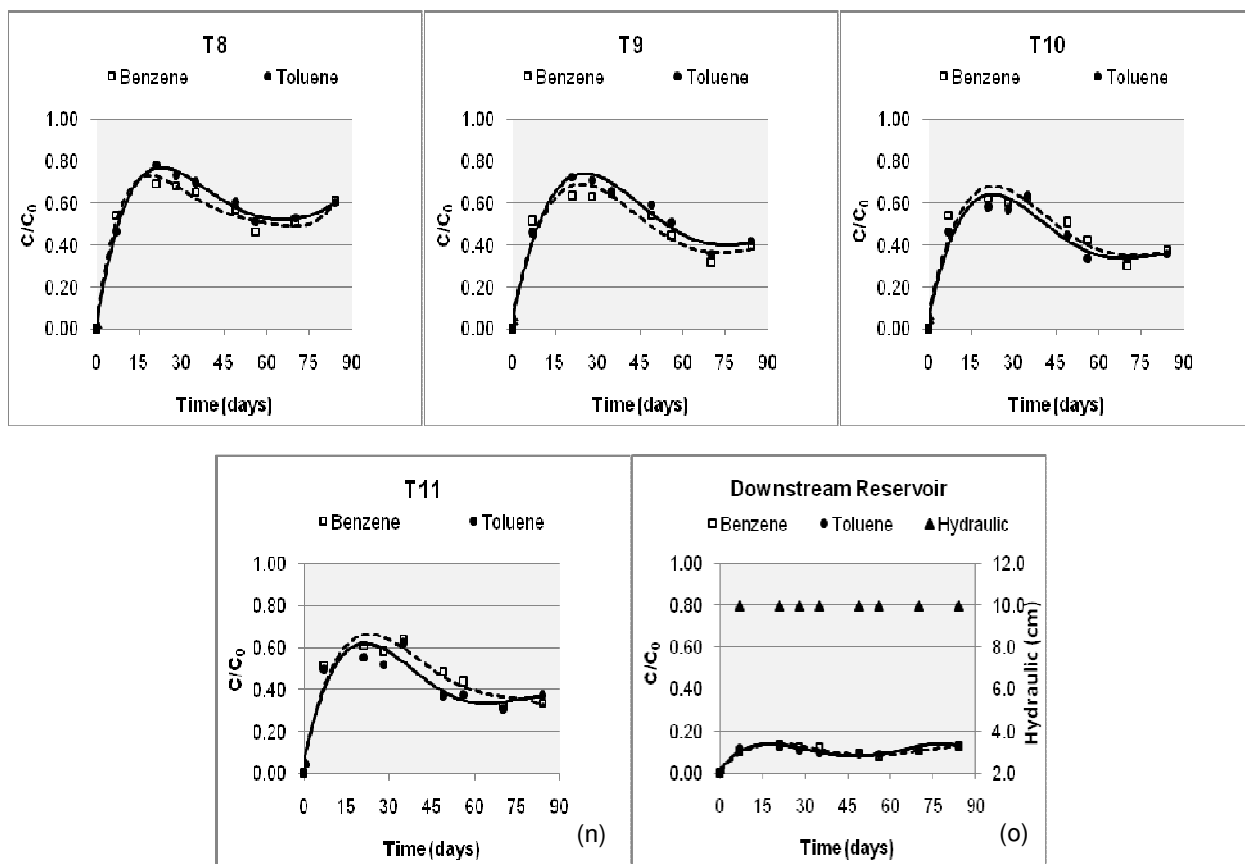 T8
Benzene Toluene
C/C0
1.00
0.80
0.60
0.40
0.20
0.00
0 15 30 45 60 75 90
Time (days)
T9
Benzene Toluene
C/C0
1.00
0.80
0.60
0.40
0.20
0.00
0 15 30 45 60 75 90
Time (days)
T10
Benzene Toluene
C/C0
1.00
0.80
0.60
0.40
0.20
0.00
0 15 30 45 60 75 90
Time (days)
T11
Benzene Toluene
C/C0
1.00
0.80
0.60
0.40
0.20
0.00
0 15 30 45 60 75 90
Time (days)
(n)
Downstream Reservoir
Benzene Toluene Hydraulic
C/C0
1.00
0.80
0.60
0.40
0.20
0.00
12.0
10.0
8.0
6.0
4.0
2.0
Hydraulic (cm)
0 15 30 45 60 75 90
Time (days)
(o)